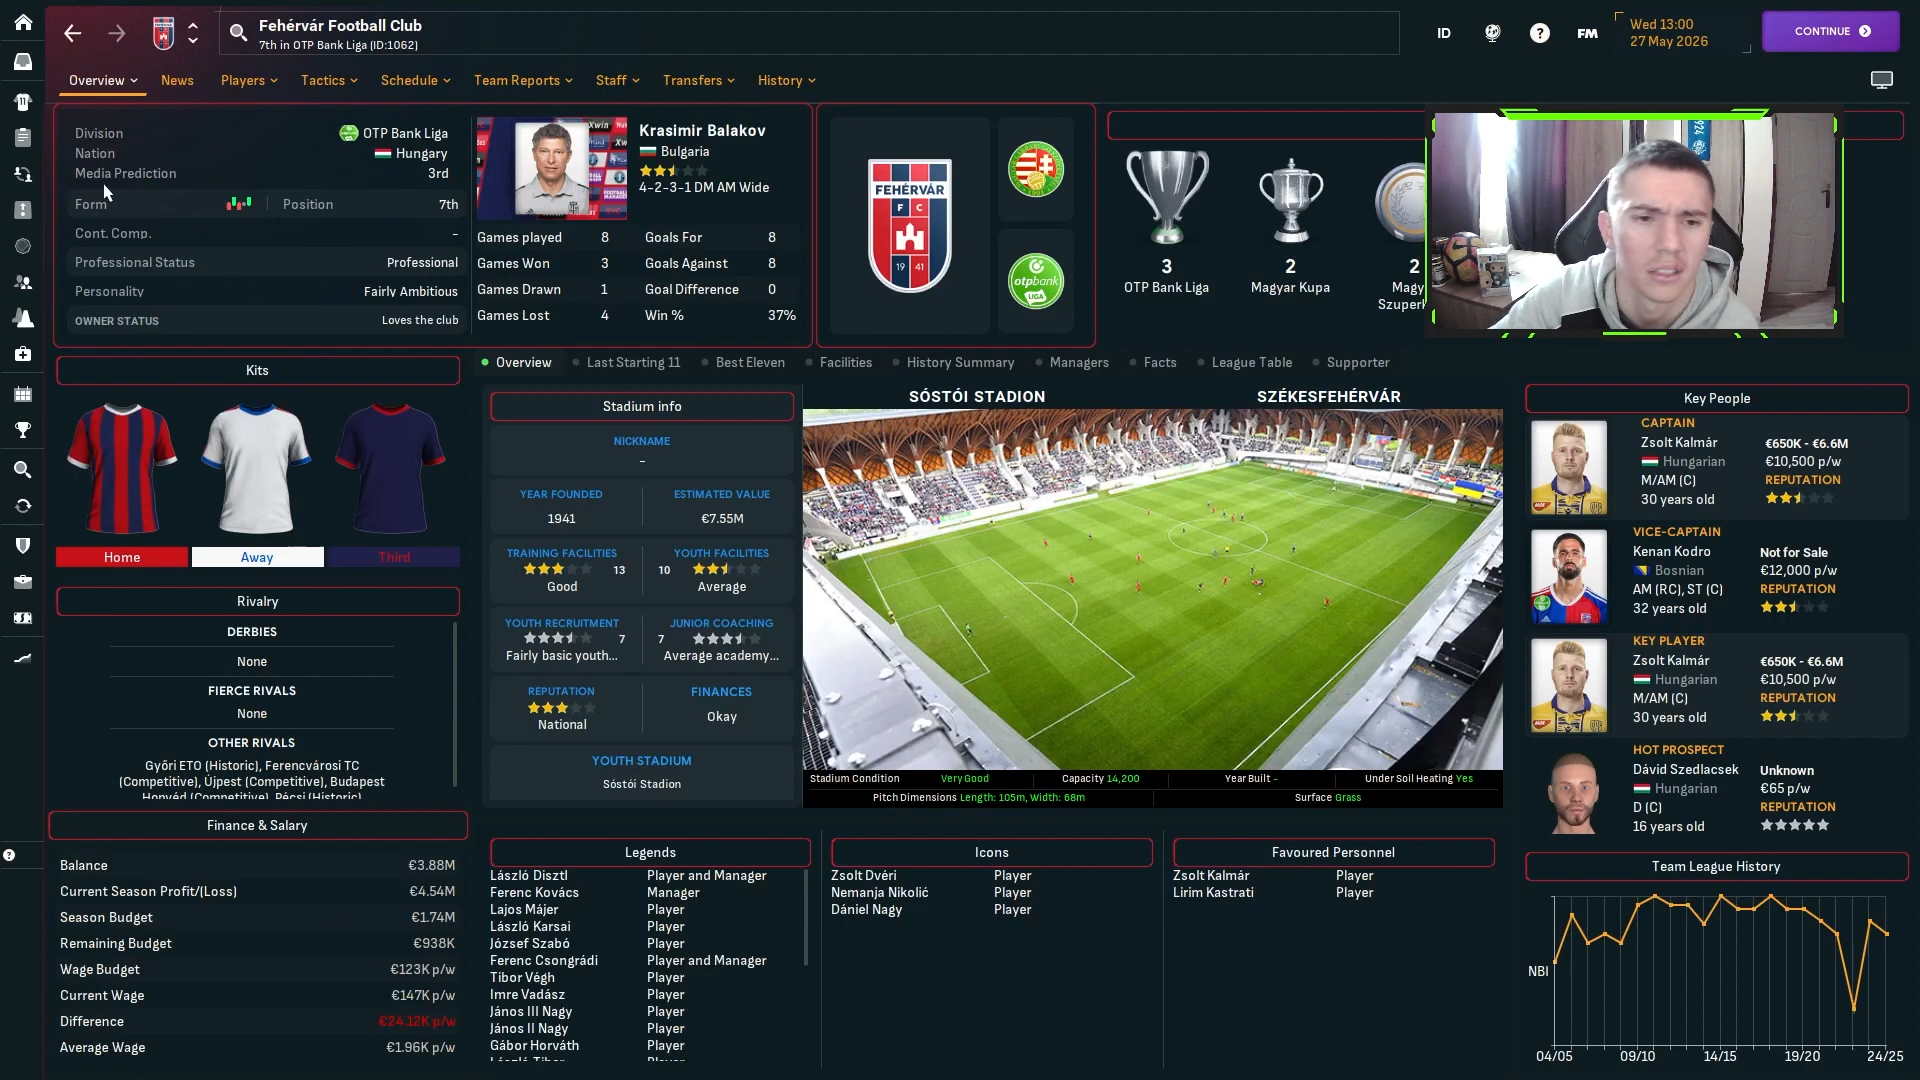 Fehérvár Football Club
7th in OTP Bank Liga (ID:1062)
ID
FM
Wed 13:00
27 May 2026
CONTINUE
Overview
News
Players
Tactics
Schedule
Team Reports
Staff
Transfers
History
Division
OTP Bank Liga
Nation
Hungary
Media Prediction
3rd
Form
Position
7th
Cont. Comp.
-
Professional Status
Professional
Personality
Fairly Ambitious
OWNER STATUS
Loves the club
Krasimir Balakov
Bulgaria
4-2-3-1 DM AM Wide
Games played 8
Goals For 8
Games Won 3
Goals Against 8
Games Drawn 1
Goal Difference 0
Games Lost 4
Win % 37%
FEHÉRVÁR
F C
19 41
otpbank
LIGA
3
OTP Bank Liga
2
Magyar Kupa
2
Magy
Szuperk
Kits
Home
Away
Third
Rivalry
DERBIES
None
FIERCE RIVALS
None
OTHER RIVALS
Győri ETO (Historic), Ferencvárosi TC
(Competitive), Újpest (Competitive), Budapest
Honvéd (Competitive), Pécsi (Historic)
Finance & Salary
Balance €3.88M
Current Season Profit/(Loss) €4.54M
Season Budget €1.74M
Remaining Budget €938K
Wage Budget €123K p/w
Current Wage €147K p/w
Difference €24.12K p/w
Average Wage €1.96K p/w
Overview
Last Starting 11
Best Eleven
Facilities
History Summary
Managers
Facts
League Table
Supporter
Stadium info
NICKNAME
-
YEAR FOUNDED
1941
ESTIMATED VALUE
€7.55M
TRAINING FACILITIES
13
Good
YOUTH FACILITIES
10
Average
YOUTH RECRUITMENT
7
Fairly basic youth...
JUNIOR COACHING
7
Average academy...
REPUTATION
National
FINANCES
Okay
YOUTH STADIUM
Sóstói Stadion
SÓSTÓI STADION
SZÉKESFEHÉRVÁR
Stadium Condition Very Good
Capacity 14,200
Year Built -
Under Soil Heating Yes
Pitch Dimensions Length: 105m, Width: 68m
Surface Grass
Legends
László Disztl Player and Manager
Ferenc Kovács Manager
Lajos Májer Player
László Karsai Player
József Szabó Player
Ferenc Csongrádi Player and Manager
Tibor Végh Player
Imre Vadász Player
János III Nagy Player
János II Nagy Player
Gábor Horváth Player
Icons
Zsolt Dvéri Player
Nemanja Nikolić Player
Dániel Nagy Player
Favoured Personnel
Zsolt Kalmár Player
Lirim Kastrati Player
Key People
CAPTAIN
Zsolt Kalmár
Hungarian
M/AM (C)
30 years old
€650K - €6.6M
€10,500 p/w
REPUTATION
VICE-CAPTAIN
Kenan Kodro
Bosnian
AM (RC), ST (C)
32 years old
Not for Sale
€12,000 p/w
REPUTATION
KEY PLAYER
Zsolt Kalmár
Hungarian
M/AM (C)
30 years old
€650K - €6.6M
€10,500 p/w
REPUTATION
HOT PROSPECT
Dávid Szedlacsek
Hungarian
D (C)
16 years old
Unknown
€65 p/w
REPUTATION
Team League History
NBI
04/05
09/10
14/15
19/20
24/25